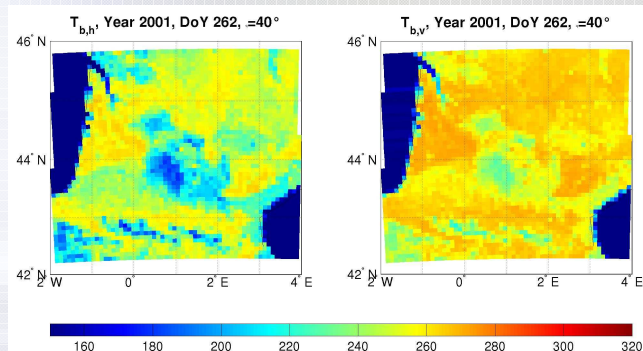 T_b,h, Year 2001, DoY 262, =40°
T_b,v, Year 2001, DoY 262, =40°
46° N
44° N
42° N
2° W
0°
2° E
4° E
46° N
44° N
42° N
2° W
0°
2° E
4° E
160 180 200 220 240 260 280 300 320